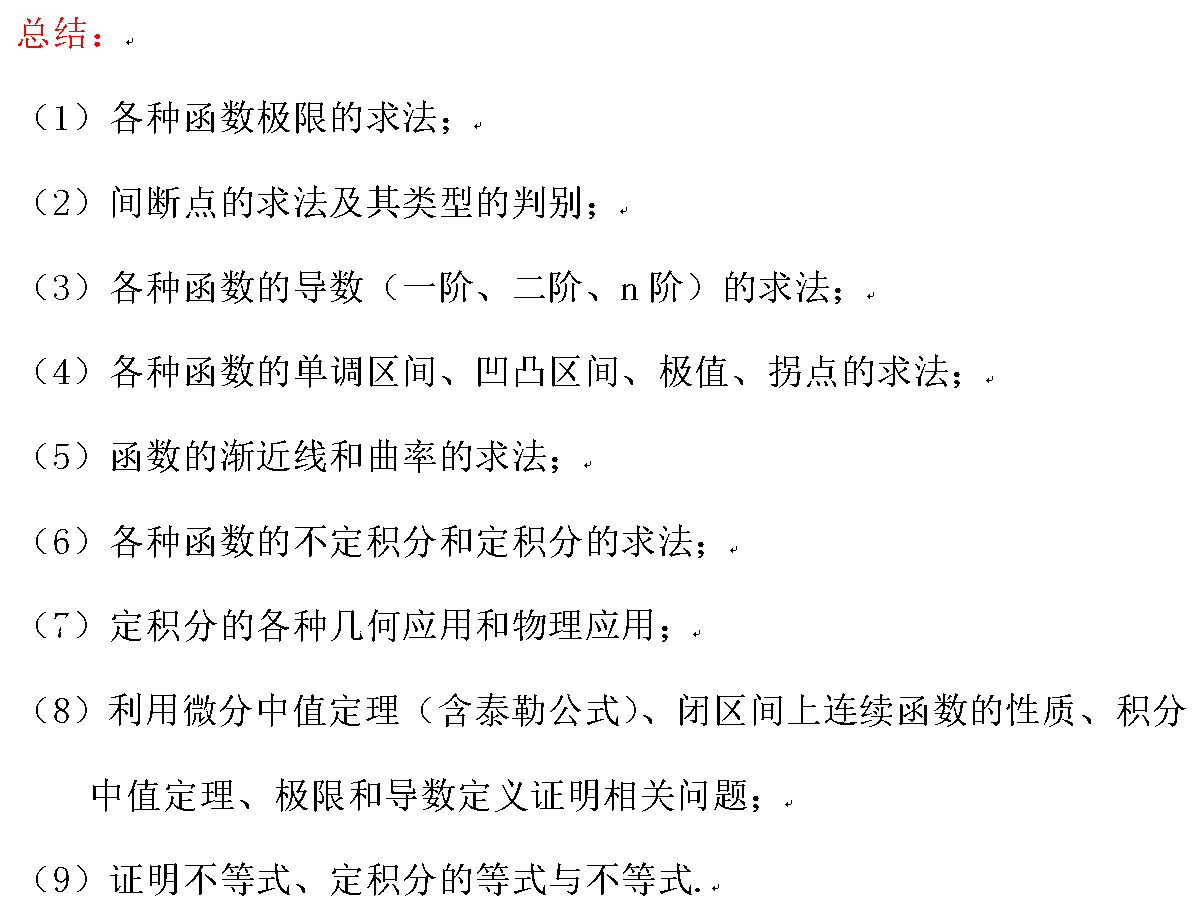 总结：
（1）各种函数极限的求法；
（2）间断点的求法及其类型的判别；
（3）各种函数的导数（一阶、二阶、n 阶）的求法；
（4）各种函数的单调区间、凹凸区间、极值、拐点的求法；
（5）函数的渐近线和曲率的求法；
（6）各种函数的不定积分和定积分的求法；
（7）定积分的各种几何应用和物理应用；
（8）利用微分中值定理（含泰勒公式）、闭区间上连续函数的性质、积分
中值定理、极限和导数定义证明相关问题；
（9）证明不等式、定积分的等式与不等式.